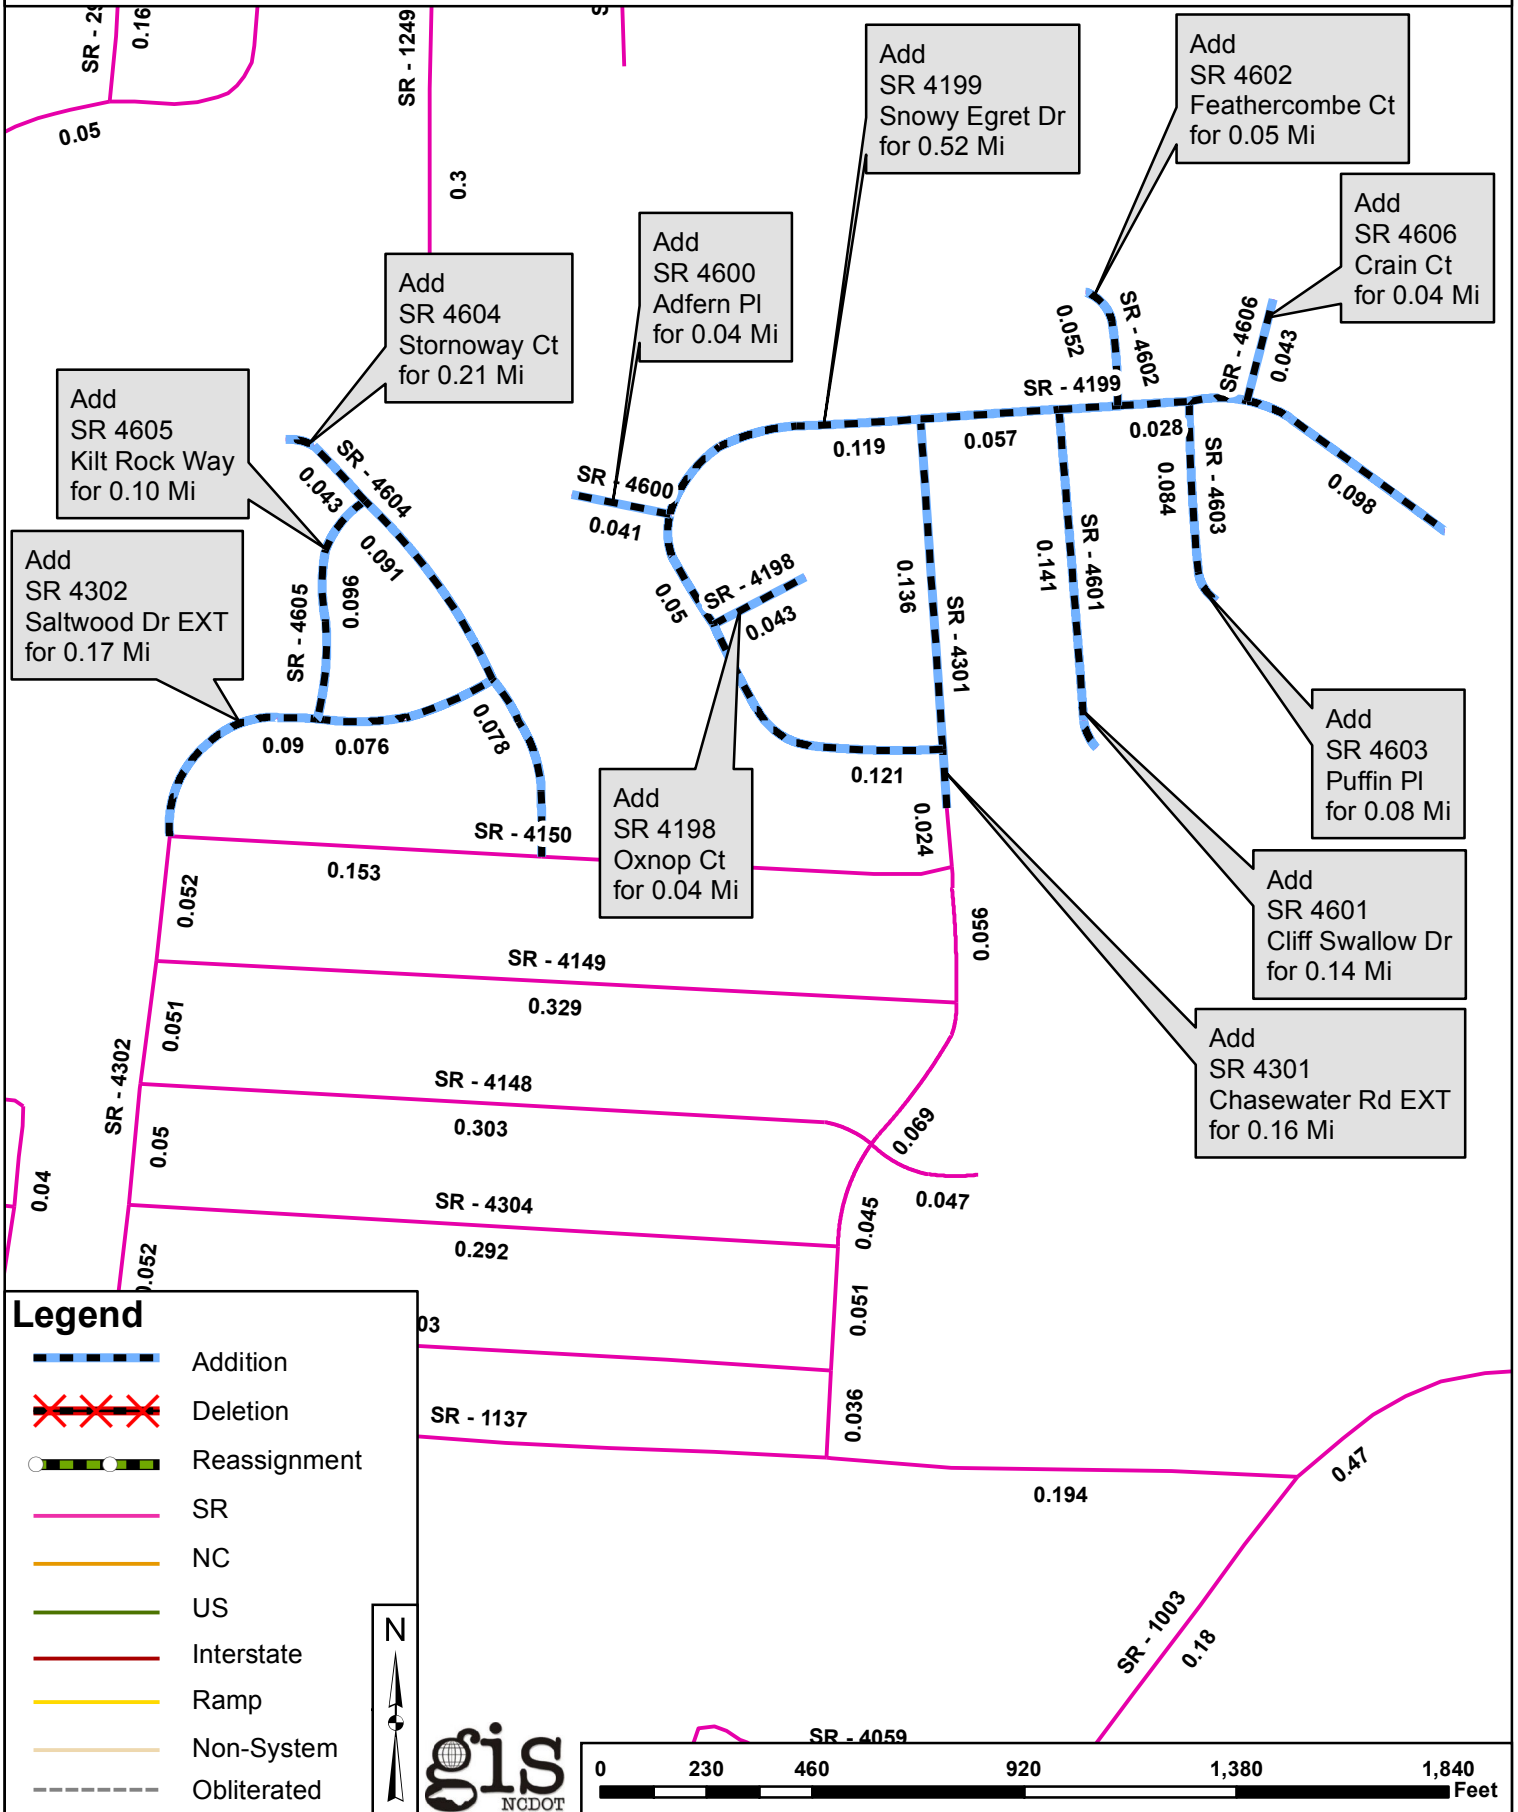 SR - 29
0.16
0.05
SR - 1249
0.3
Add
SR 4199
Snowy Egret Dr
for 0.52 Mi
Add
SR 4602
Feathercombe Ct
for 0.05 Mi
Add
SR 4606
Crain Ct
for 0.04 Mi
Add
SR 4600
Adfern Pl
for 0.04 Mi
Add
SR 4604
Stornoway Ct
for 0.21 Mi
Add
SR 4605
Kilt Rock Way
for 0.10 Mi
Add
SR 4302
Saltwood Dr EXT
for 0.17 Mi
SR - 4604
0.043
0.091
SR - 4605
0.096
0.09
0.076
0.078
SR - 4600
0.041
0.119
0.057
SR - 4199
0.052
SR - 4602
SR - 4606
0.043
0.028
0.098
0.084
SR - 4603
0.05
SR - 4198
0.043
0.136
SR - 4301
0.141
SR - 4601
0.121
0.024
Add
SR 4198
Oxnop Ct
for 0.04 Mi
Add
SR 4603
Puffin Pl
for 0.08 Mi
Add
SR 4601
Cliff Swallow Dr
for 0.14 Mi
Add
SR 4301
Chasewater Rd EXT
for 0.16 Mi
SR - 4150
0.153
0.052
0.056
SR - 4149
0.329
0.051
SR - 4302
SR - 4148
0.303
0.069
0.047
0.05
0.04
SR - 4304
0.292
0.045
0.052
0.051
03
0.036
SR - 1137
0.194
0.47
SR - 1003
0.18
SR - 4059
Legend
Addition
Deletion
Reassignment
SR
NC
US
Interstate
Ramp
Non-System
Obliterated
N
gis
NCDOT
0 230 460 920 1,380 1,840
Feet